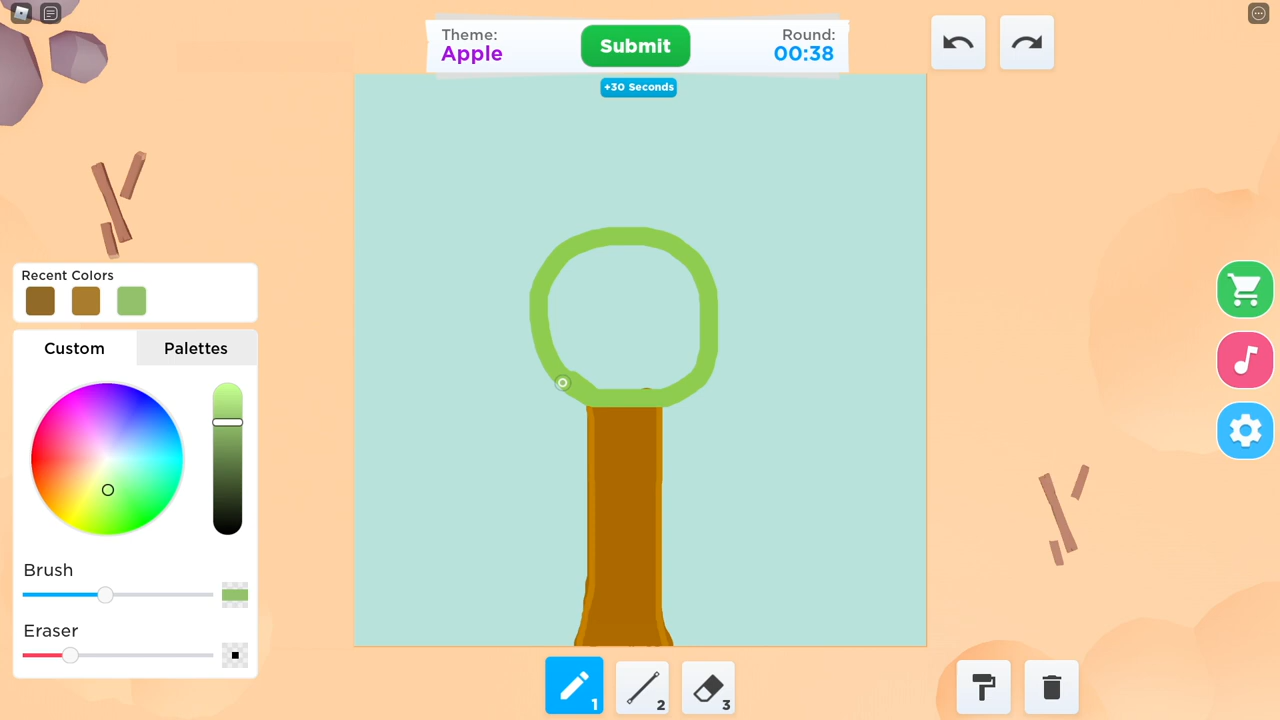 Theme:
Apple
Submit
Round:
00:38
+30 Seconds
Recent Colors
Custom
Palettes
Brush
Eraser
1
2
3